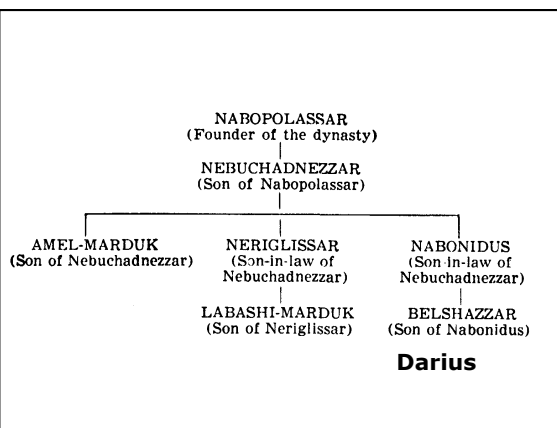 NABOPOLASSAR
(Founder of the dynasty)
NEBUCHADNEZZAR
(Son of Nabopolassar)
AMEL-MARDUK
(Son of Nebuchadnezzar)
NERIGLISSAR
(Son-in-law of
Nebuchadnezzar)
NABONIDUS
(Son-in-law of
Nebuchadnezzar)
LABASHI-MARDUK
(Son of Neriglissar)
BELSHAZZAR
(Son of Nabonidus)
Darius